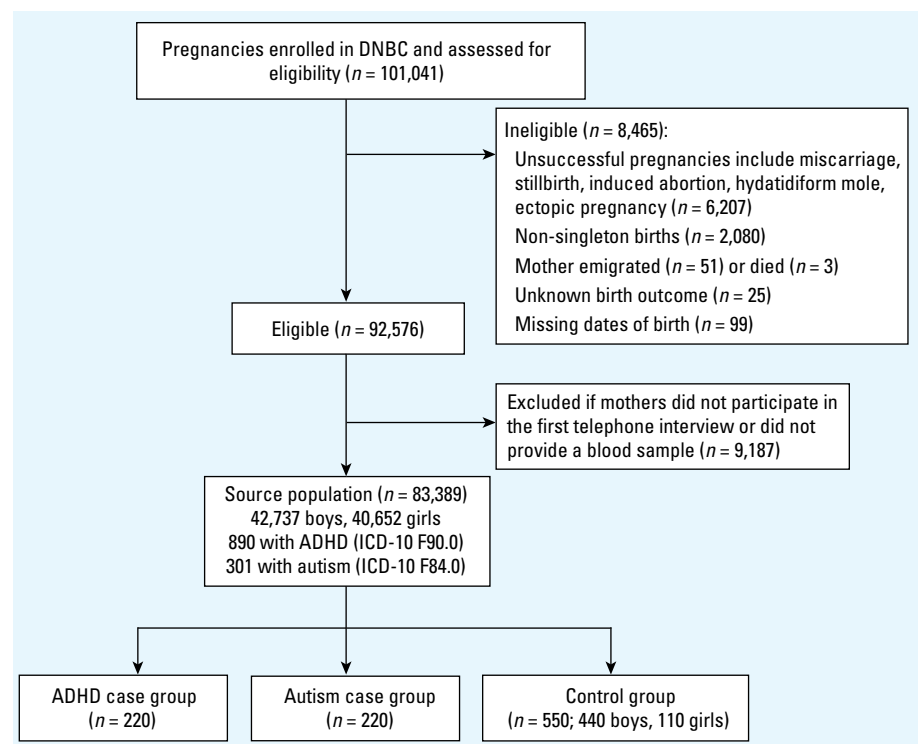 Pregnancies enrolled in DNBC and assessed for
eligibility (n = 101,041)
Ineligible (n = 8,465):
Unsuccessful pregnancies include miscarriage,
stillbirth, induced abortion, hydatidiform mole,
ectopic pregnancy (n = 6,207)
Non-singleton births (n = 2,080)
Mother emigrated (n = 51) or died (n = 3)
Unknown birth outcome (n = 25)
Missing dates of birth (n = 99)
Eligible (n = 92,576)
Excluded if mothers did not participate in
the first telephone interview or did not
provide a blood sample (n = 9,187)
Source population (n = 83,389)
42,737 boys, 40,652 girls
890 with ADHD (ICD-10 F90.0)
301 with autism (ICD-10 F84.0)
ADHD case group
(n = 220)
Autism case group
(n = 220)
Control group
(n = 550; 440 boys, 110 girls)